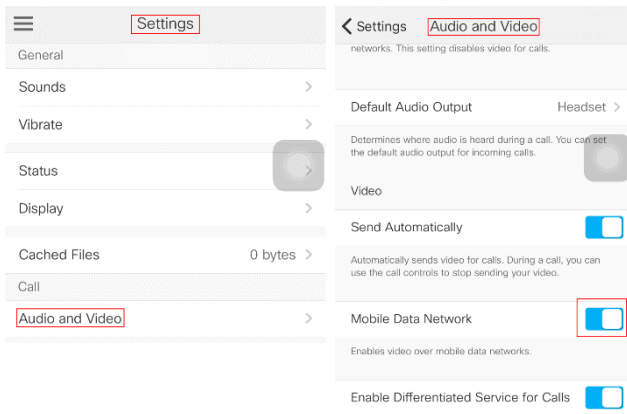 Settings
General
Sounds
Vibrate
Status
Display
Cached Files 0 bytes
Call
Audio and Video
Settings Audio and Video
networks. This setting disables video for calls.
Default Audio Output Headset
Determines where audio is heard during a call. You can set
the default audio output for incoming calls.
Video
Send Automatically
Automatically sends video for calls. During a call, you can
use the call controls to stop sending your video.
Mobile Data Network
Enables video over mobile data networks.
Enable Differentiated Service for Calls